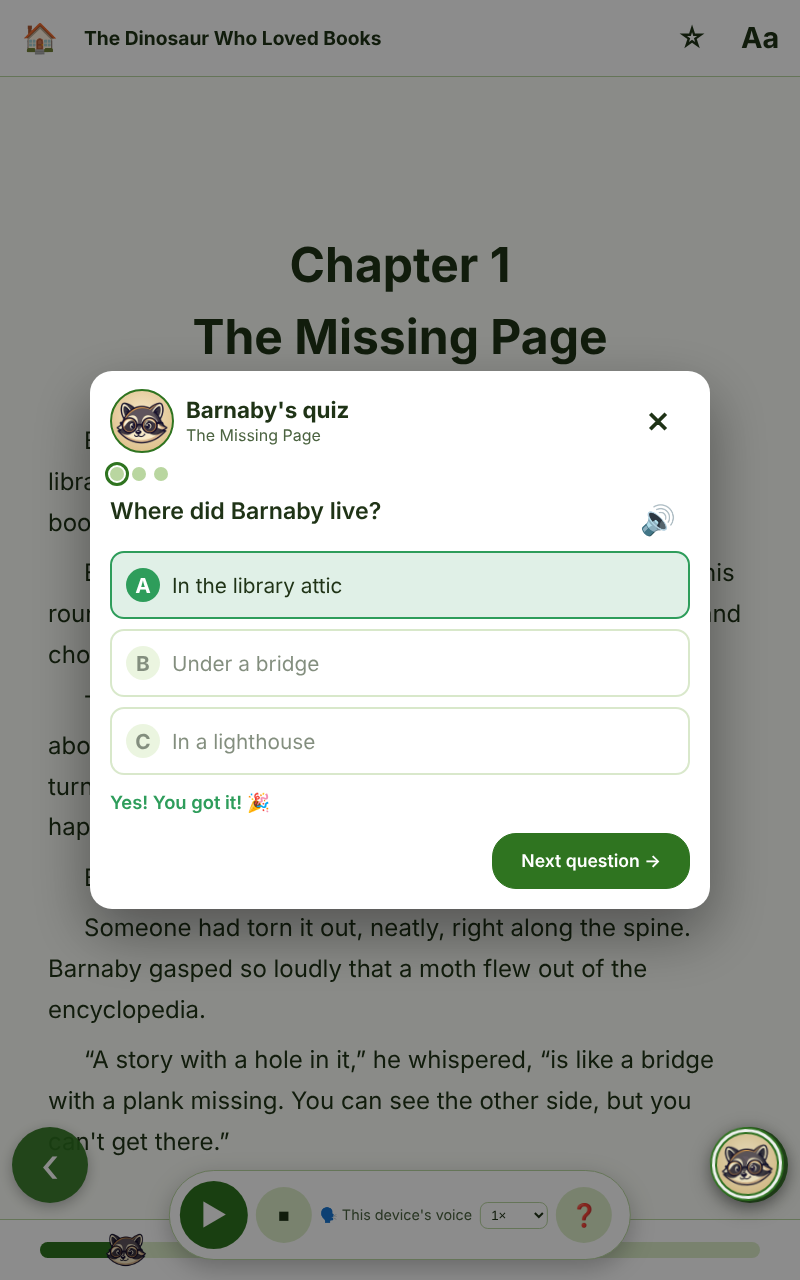 The Dinosaur Who Loved Books
☆ Aa
Chapter 1
The Missing Page
Barnaby's quiz
The Missing Page
✕
Where did Barnaby live?
A In the library attic
B Under a bridge
C In a lighthouse
Yes! You got it! 🎉
Next question →
and
Someone had torn it out, neatly, right along the spine.
Barnaby gasped so loudly that a moth flew out of the
encyclopedia.
“A story with a hole in it,” he whispered, “is like a bridge
with a plank missing. You can see the other side, but you
can't get there.”
‹
▶ ■ 🗣️ This device's voice 1× ❓